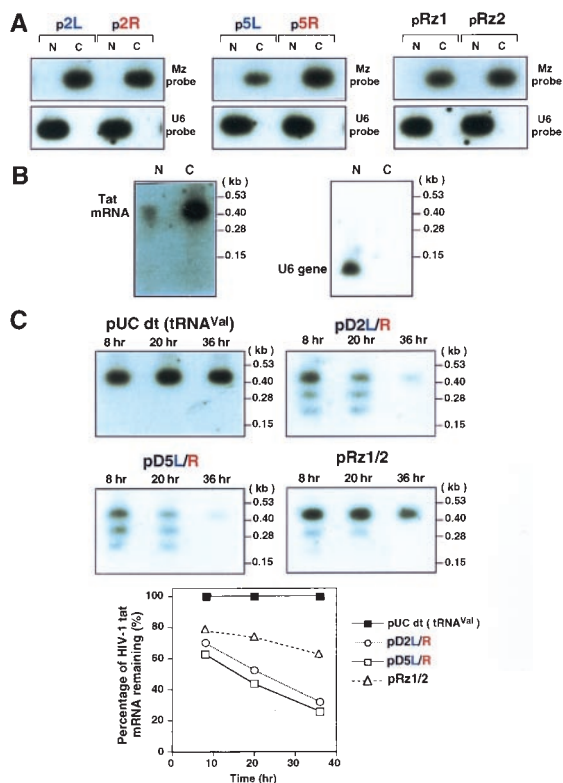 A
p2L p2R
N C N C
Mz probe
U6 probe
p5L p5R
N C N C
Mz probe
U6 probe
pRz1 pRz2
N C N C
Mz probe
U6 probe
B
N C
( kb )
Tat mRNA
0.53
0.40
0.28
0.15
N C
( kb )
0.53
0.40
0.28
0.15
U6 gene
C
pUC dt (tRNAVal)
8 hr 20 hr 36 hr
( kb )
0.53
0.40
0.28
0.15
pD2L/R
8 hr 20 hr 36 hr
( kb )
0.53
0.40
0.28
0.15
pD5L/R
8 hr 20 hr 36 hr
( kb )
0.53
0.40
0.28
0.15
pRz1/2
8 hr 20 hr 36 hr
( kb )
0.53
0.40
0.28
0.15
Percentage of HIV-1 tat
mRNA remaining (%)
100
80
60
40
20
0
0 10 20 30 40
Time (hr)
pUC dt ( tRNAVal )
pD2L/R
pD5L/R
pRz1/2